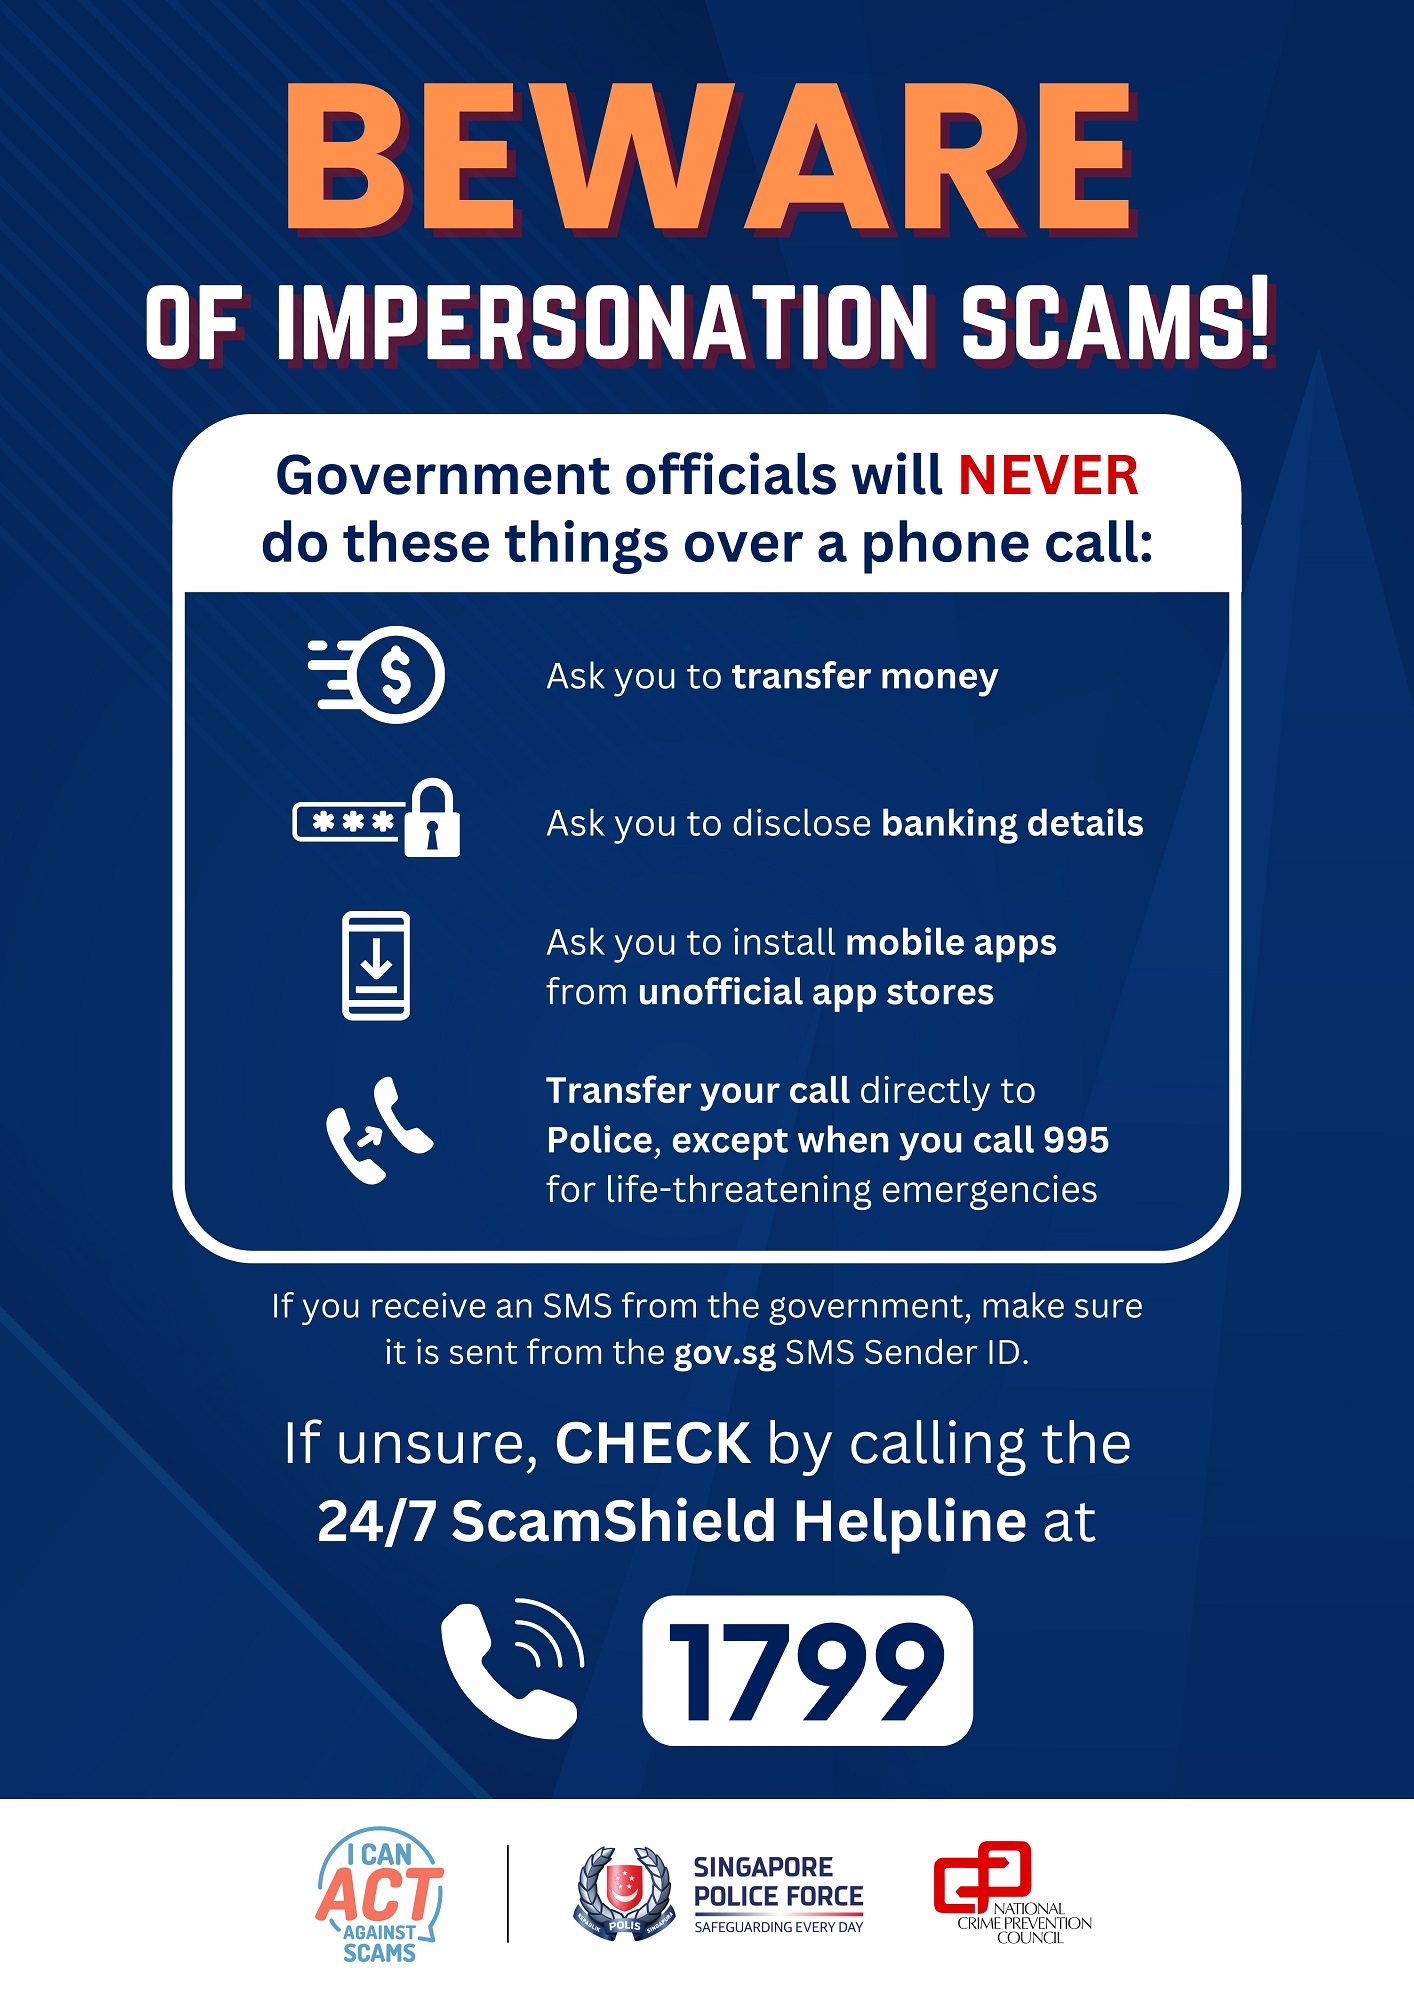 BEWARE
OF IMPERSONATION SCAMS!
Government officials will NEVER
do these things over a phone call:
$
Ask you to transfer money
***
Ask you to disclose banking details
Ask you to install mobile apps
from unofficial app stores
Transfer your call directly to
Police, except when you call 995
for life-threatening emergencies
If you receive an SMS from the government, make sure
it is sent from the gov.sg SMS Sender ID.
If unsure, CHECK by calling the
24/7 ScamShield Helpline at
1799
I CAN
ACT
AGAINST
SCAMS
REPABLIK POLIS SINGAPURA
SINGAPORE
POLICE FORCE
SAFEGUARDING EVERY DAY
NATIONAL
CRIME PREVENTION
COUNCIL